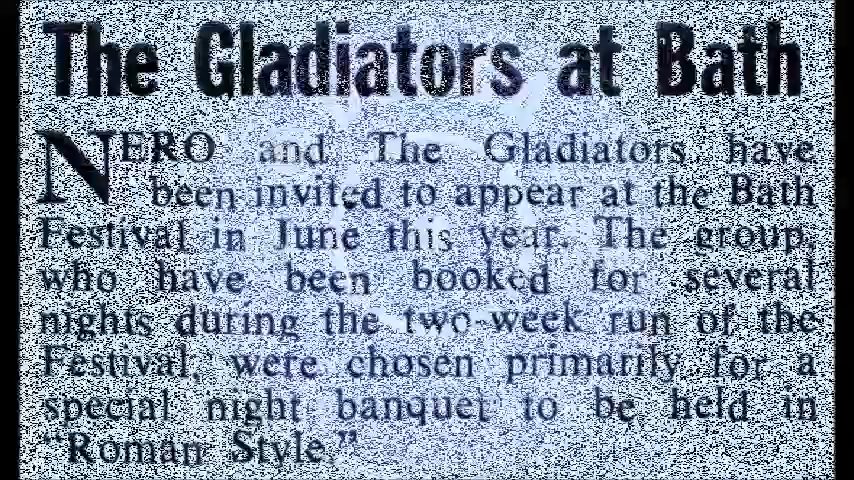 The Gladiators at Bath
NERO and The Gladiators have
been invited to appear at the Bath
Festival in June this year. The group,
who have been booked for several
nights during the two-week run of the
Festival, were chosen primarily for a
special night banquet to be held in
"Roman Style."